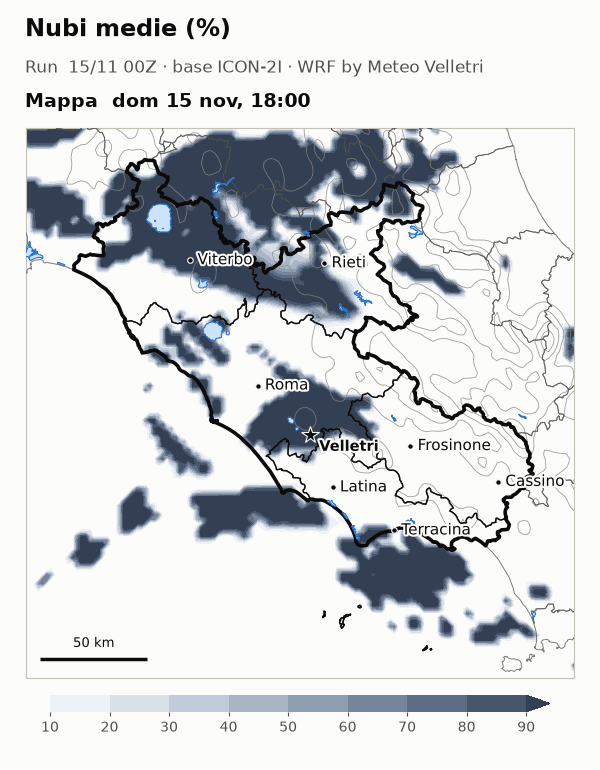 Nubi medie (%)
Run 15/11 00Z · base ICON-2I · WRF by Meteo Velletri
Mappa dom 15 nov, 18:00
Viterbo
Rieti
Roma
Velletri
Frosinone
Cassino
Latina
Terracina
50 km
10 20 30 40 50 60 70 80 90